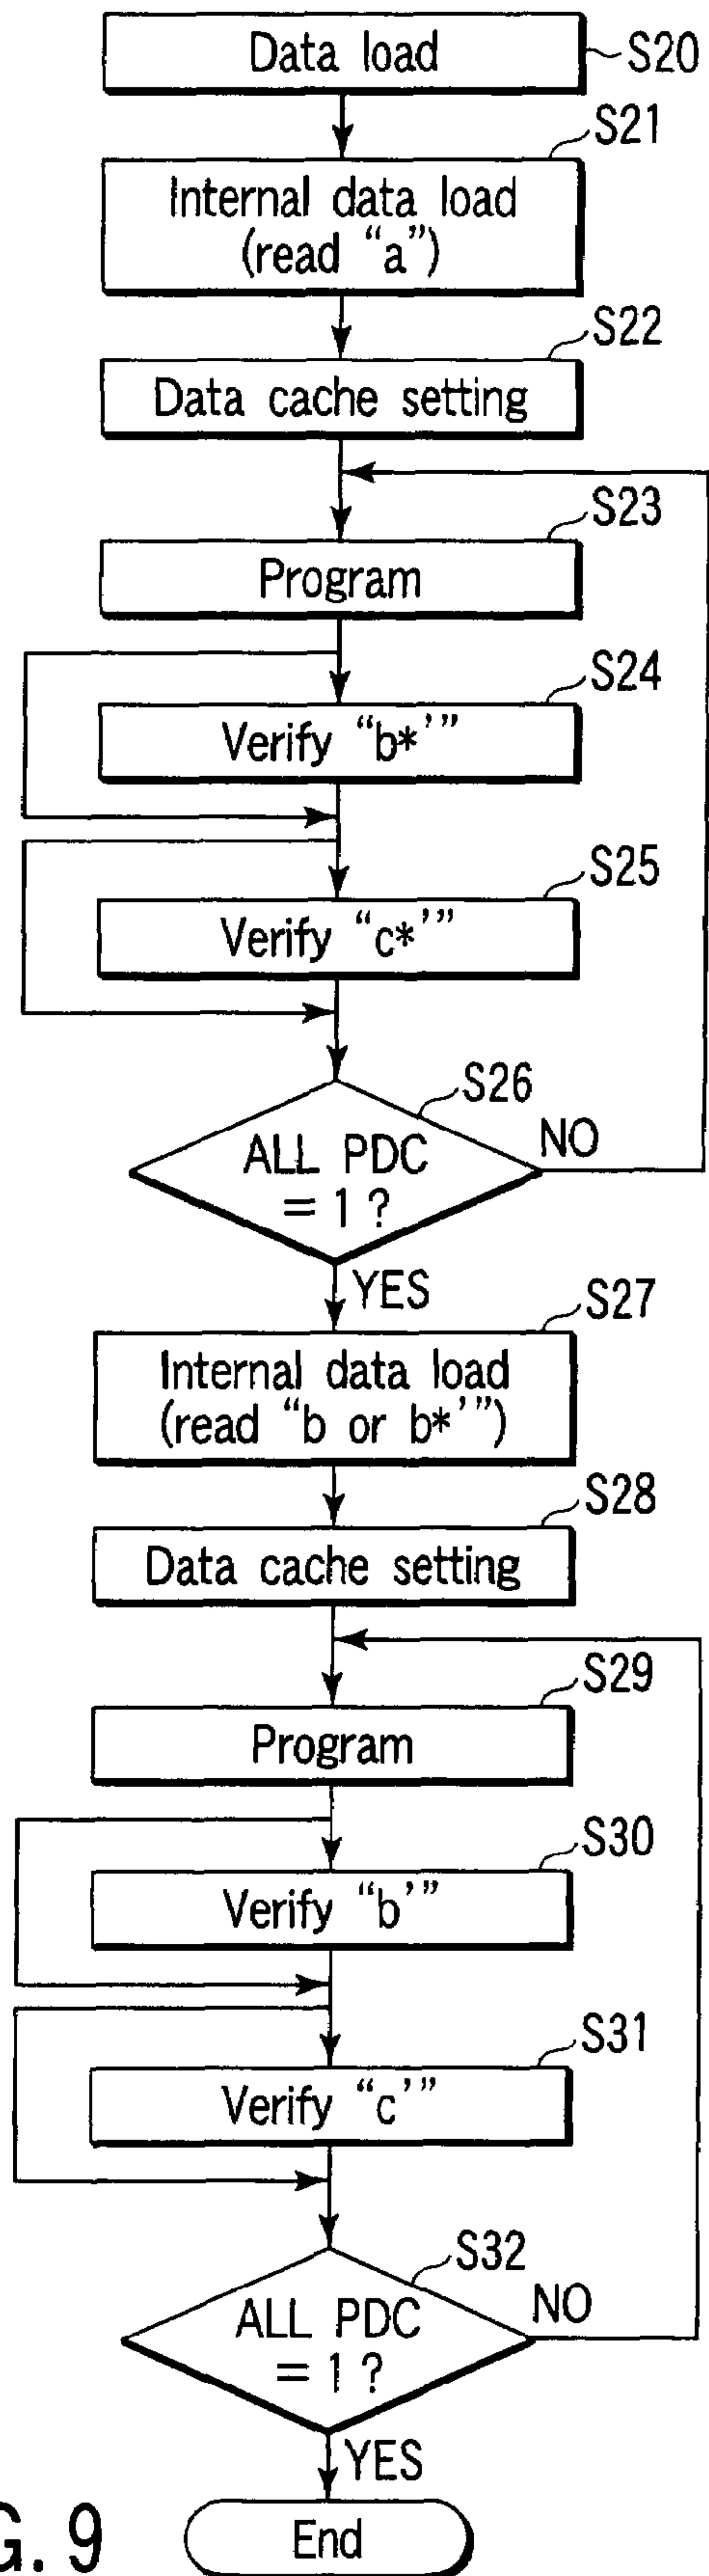 Data load
S20
S21
Internal data load
(read “a”)
S22
Data cache setting
S23
Program
S24
Verify “b*’”
S25
Verify “c*’”
S26
ALL PDC
= 1 ?
NO
YES
S27
Internal data load
(read “b or b*’”)
S28
Data cache setting
S29
Program
S30
Verify “b’”
S31
Verify “c’”
S32
ALL PDC
= 1 ?
NO
YES
End
G. 9